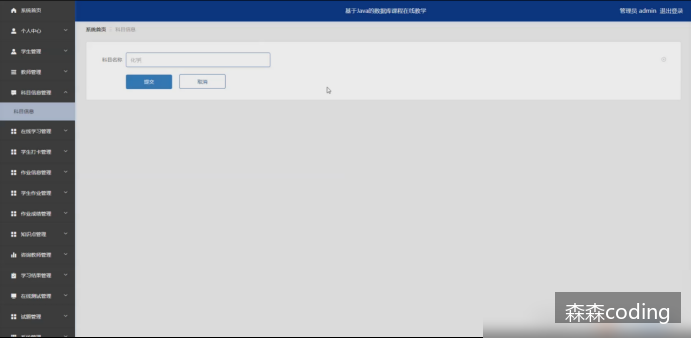 系统首页
基于Java的数据库课程在线教学
管理员 admin 退出登录
个人中心
系统首页 科目信息
学生管理
科目名称
教师管理
提交 取消
科目信息管理
科目信息
在线学习管理
学生打卡管理
作业信息管理
学生作业管理
作业成绩管理
知识点管理
班级教师管理
学习结果管理
在线测试管理
试题管理
森森coding